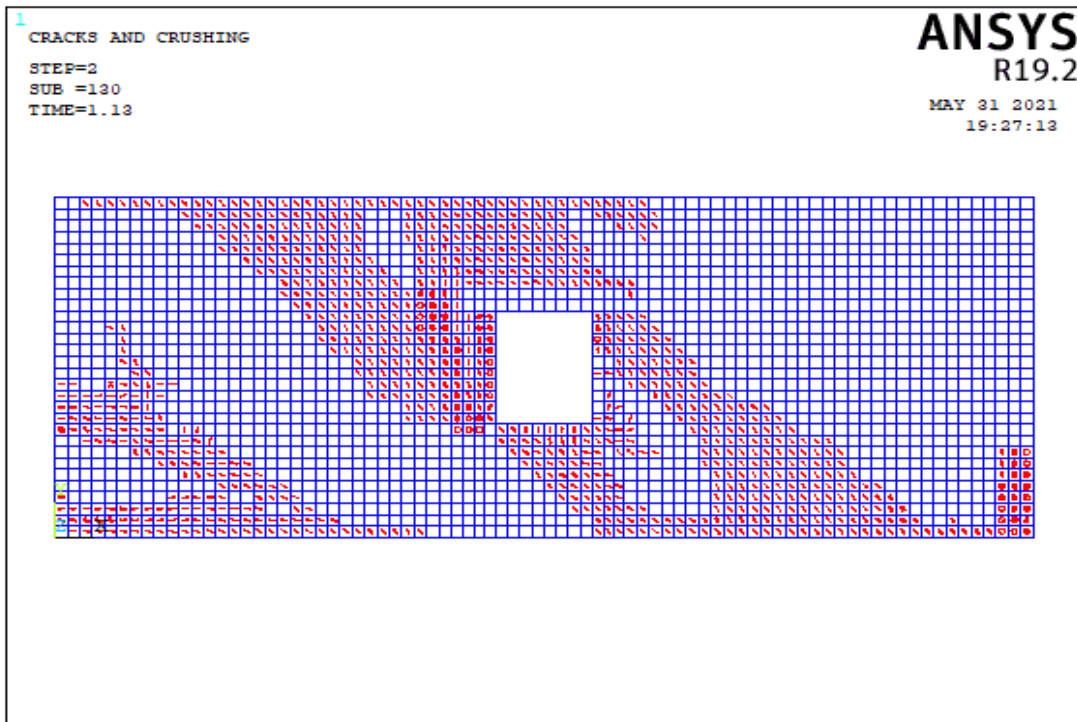 1
CRACKS AND CRUSHING
STEP=2
SUB =130
TIME=1.13
ANSYS
R19.2
MAY 31 2021
19:27:13
Y
Z X